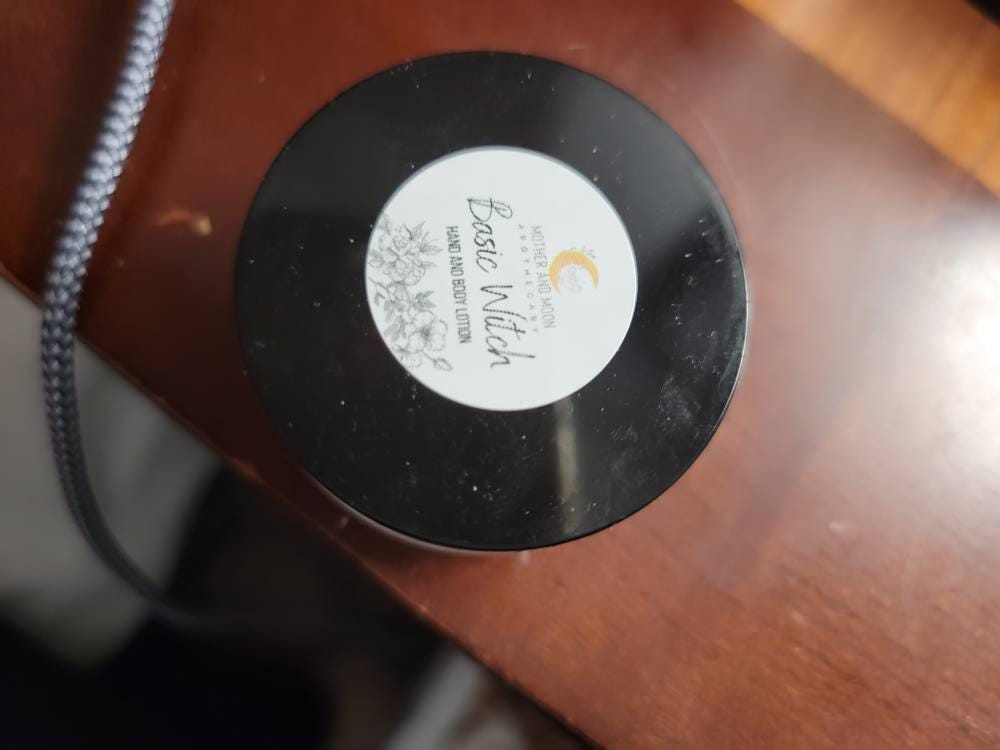 MOTHER AND MOON
APOTHECARY
Basic Witch
HAND AND BODY LOTION